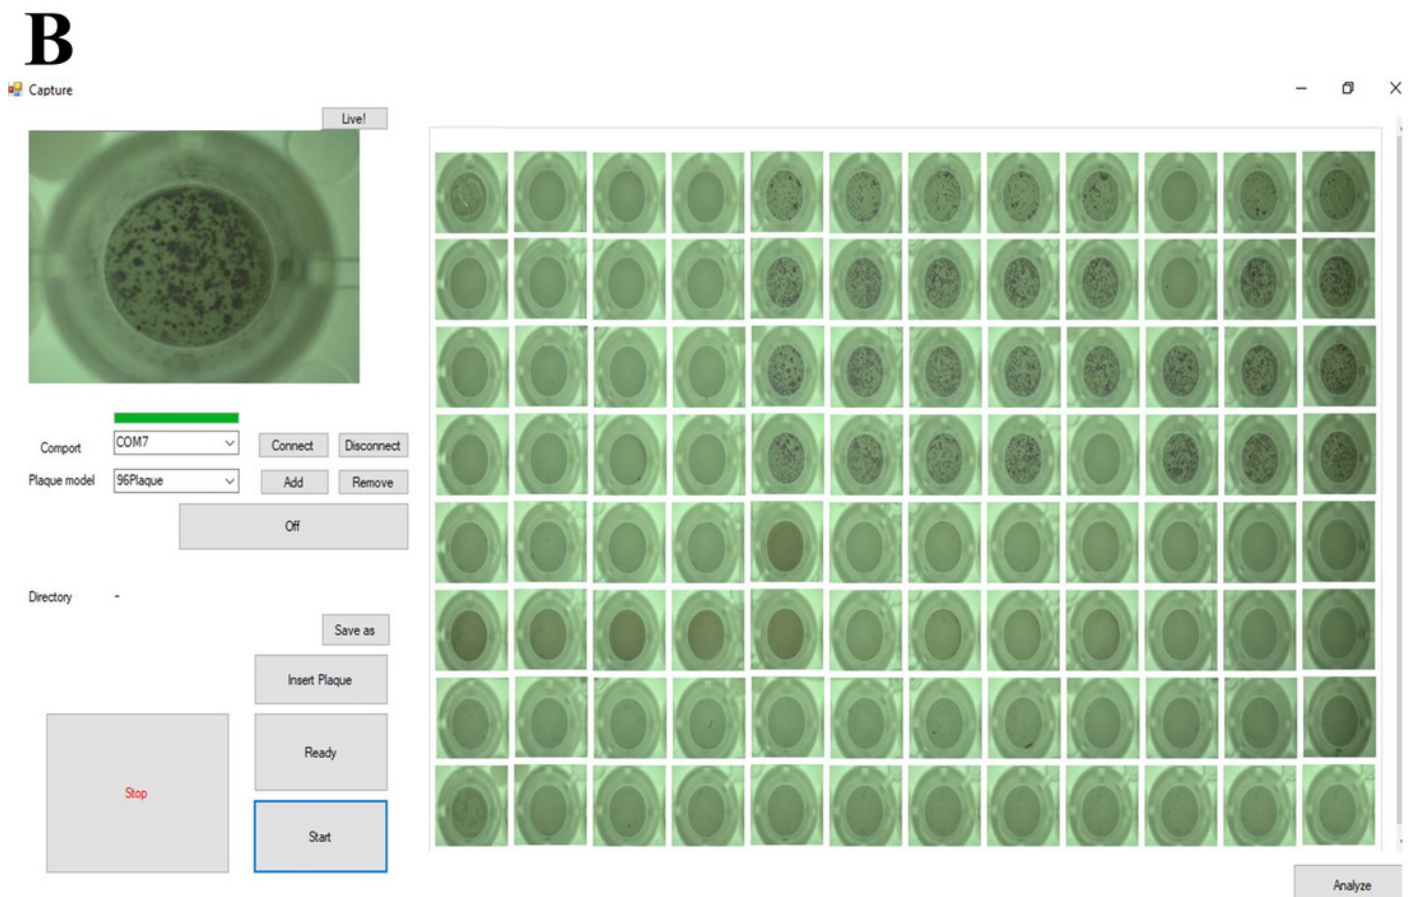 B
Capture
Live!
Comport
COM7
Connect
Disconnect
Plaque model
96Plaque
Add
Remove
Off
Directory
-
Save as
Insert Plaque
Ready
Stop
Start
Analyze